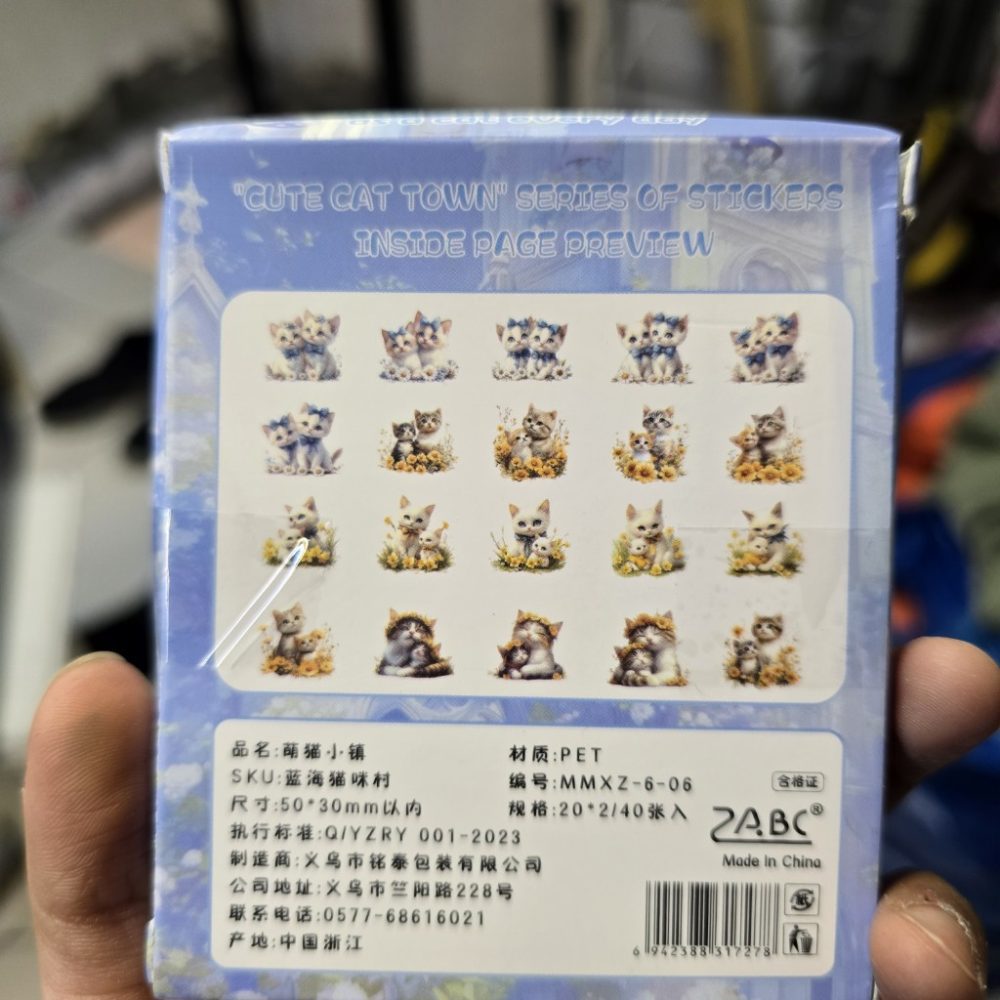 "CUTE CAT TOWN" SERIES OF STICKERS
INSIDE PAGE PREVIEW
品名:萌猫小镇
材质:PET
SKU:蓝海猫咪村
编号:MMXZ-6-06
合格证
尺寸:50*30mm以内
规格:20*2/40张入
ZABC®
执行标准:Q/YZRY 001-2023
Made In China
制造商:义乌市铭泰包装有限公司
公司地址:义乌市竺阳路228号
联系电话:0577-68616021
产地:中国浙江
6 942388 317278